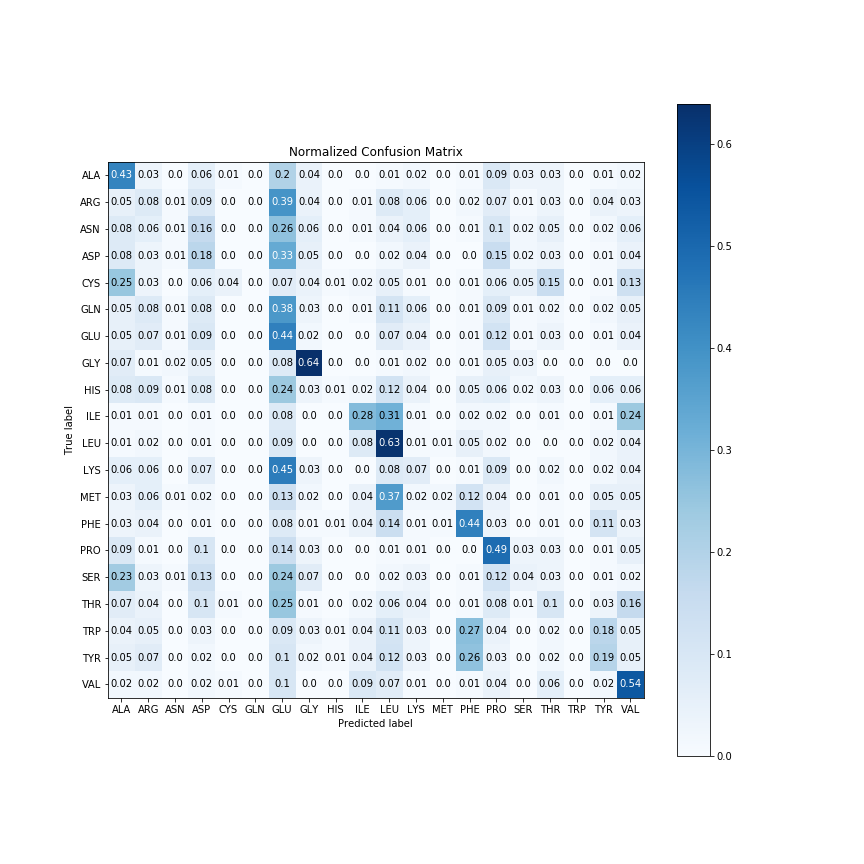 Normalized Confusion Matrix
ALA 0.43 0.03 0.0 0.06 0.01 0.0 0.2 0.04 0.0 0.0 0.01 0.02 0.0 0.01 0.09 0.03 0.03 0.0 0.01 0.02
ARG 0.05 0.08 0.01 0.09 0.0 0.0 0.39 0.04 0.0 0.01 0.08 0.06 0.0 0.02 0.07 0.01 0.03 0.0 0.04 0.03
ASN 0.08 0.06 0.01 0.16 0.0 0.0 0.26 0.06 0.0 0.01 0.04 0.06 0.0 0.01 0.1 0.02 0.05 0.0 0.02 0.06
ASP 0.08 0.03 0.01 0.18 0.0 0.0 0.33 0.05 0.0 0.0 0.02 0.04 0.0 0.0 0.15 0.02 0.03 0.0 0.01 0.04
CYS 0.25 0.03 0.0 0.06 0.04 0.0 0.07 0.04 0.01 0.02 0.05 0.01 0.0 0.01 0.06 0.05 0.15 0.0 0.01 0.13
GLN 0.05 0.08 0.01 0.08 0.0 0.0 0.38 0.03 0.0 0.01 0.11 0.06 0.0 0.01 0.09 0.01 0.02 0.0 0.02 0.05
GLU 0.05 0.07 0.01 0.09 0.0 0.0 0.44 0.02 0.0 0.0 0.07 0.04 0.0 0.01 0.12 0.01 0.03 0.0 0.01 0.04
GLY 0.07 0.01 0.02 0.05 0.0 0.0 0.08 0.64 0.0 0.0 0.01 0.02 0.0 0.01 0.05 0.03 0.0 0.0 0.0 0.0
HIS 0.08 0.09 0.01 0.08 0.0 0.0 0.24 0.03 0.01 0.02 0.12 0.04 0.0 0.05 0.06 0.02 0.03 0.0 0.06 0.06
ILE 0.01 0.01 0.0 0.01 0.0 0.0 0.08 0.0 0.0 0.28 0.31 0.01 0.0 0.02 0.02 0.0 0.01 0.0 0.01 0.24
LEU 0.01 0.02 0.0 0.01 0.0 0.0 0.09 0.0 0.0 0.08 0.63 0.01 0.01 0.05 0.02 0.0 0.0 0.0 0.02 0.04
LYS 0.06 0.06 0.0 0.07 0.0 0.0 0.45 0.03 0.0 0.0 0.08 0.07 0.0 0.01 0.09 0.0 0.02 0.0 0.02 0.04
MET 0.03 0.06 0.01 0.02 0.0 0.0 0.13 0.02 0.0 0.04 0.37 0.02 0.02 0.12 0.04 0.0 0.01 0.0 0.05 0.05
PHE 0.03 0.04 0.0 0.01 0.0 0.0 0.08 0.01 0.01 0.04 0.14 0.01 0.01 0.44 0.03 0.0 0.01 0.0 0.11 0.03
PRO 0.09 0.01 0.0 0.1 0.0 0.0 0.14 0.03 0.0 0.0 0.01 0.01 0.0 0.0 0.49 0.03 0.03 0.0 0.01 0.05
SER 0.23 0.03 0.01 0.13 0.0 0.0 0.24 0.07 0.0 0.0 0.02 0.03 0.0 0.01 0.12 0.04 0.03 0.0 0.01 0.02
THR 0.07 0.04 0.0 0.1 0.01 0.0 0.25 0.01 0.0 0.02 0.06 0.04 0.0 0.01 0.08 0.01 0.1 0.0 0.03 0.16
TRP 0.04 0.05 0.0 0.03 0.0 0.0 0.09 0.03 0.01 0.04 0.11 0.03 0.0 0.27 0.04 0.0 0.02 0.0 0.18 0.05
TYR 0.05 0.07 0.0 0.02 0.0 0.0 0.1 0.02 0.01 0.04 0.12 0.03 0.0 0.26 0.03 0.0 0.02 0.0 0.19 0.05
VAL 0.02 0.02 0.0 0.02 0.01 0.0 0.1 0.0 0.0 0.09 0.07 0.01 0.0 0.01 0.04 0.0 0.06 0.0 0.02 0.54
ALA ARG ASN ASP CYS GLN GLU GLY HIS ILE LEU LYS MET PHE PRO SER THR TRP TYR VAL
Predicted label
True label
0.6
0.5
0.4
0.3
0.2
0.1
0.0